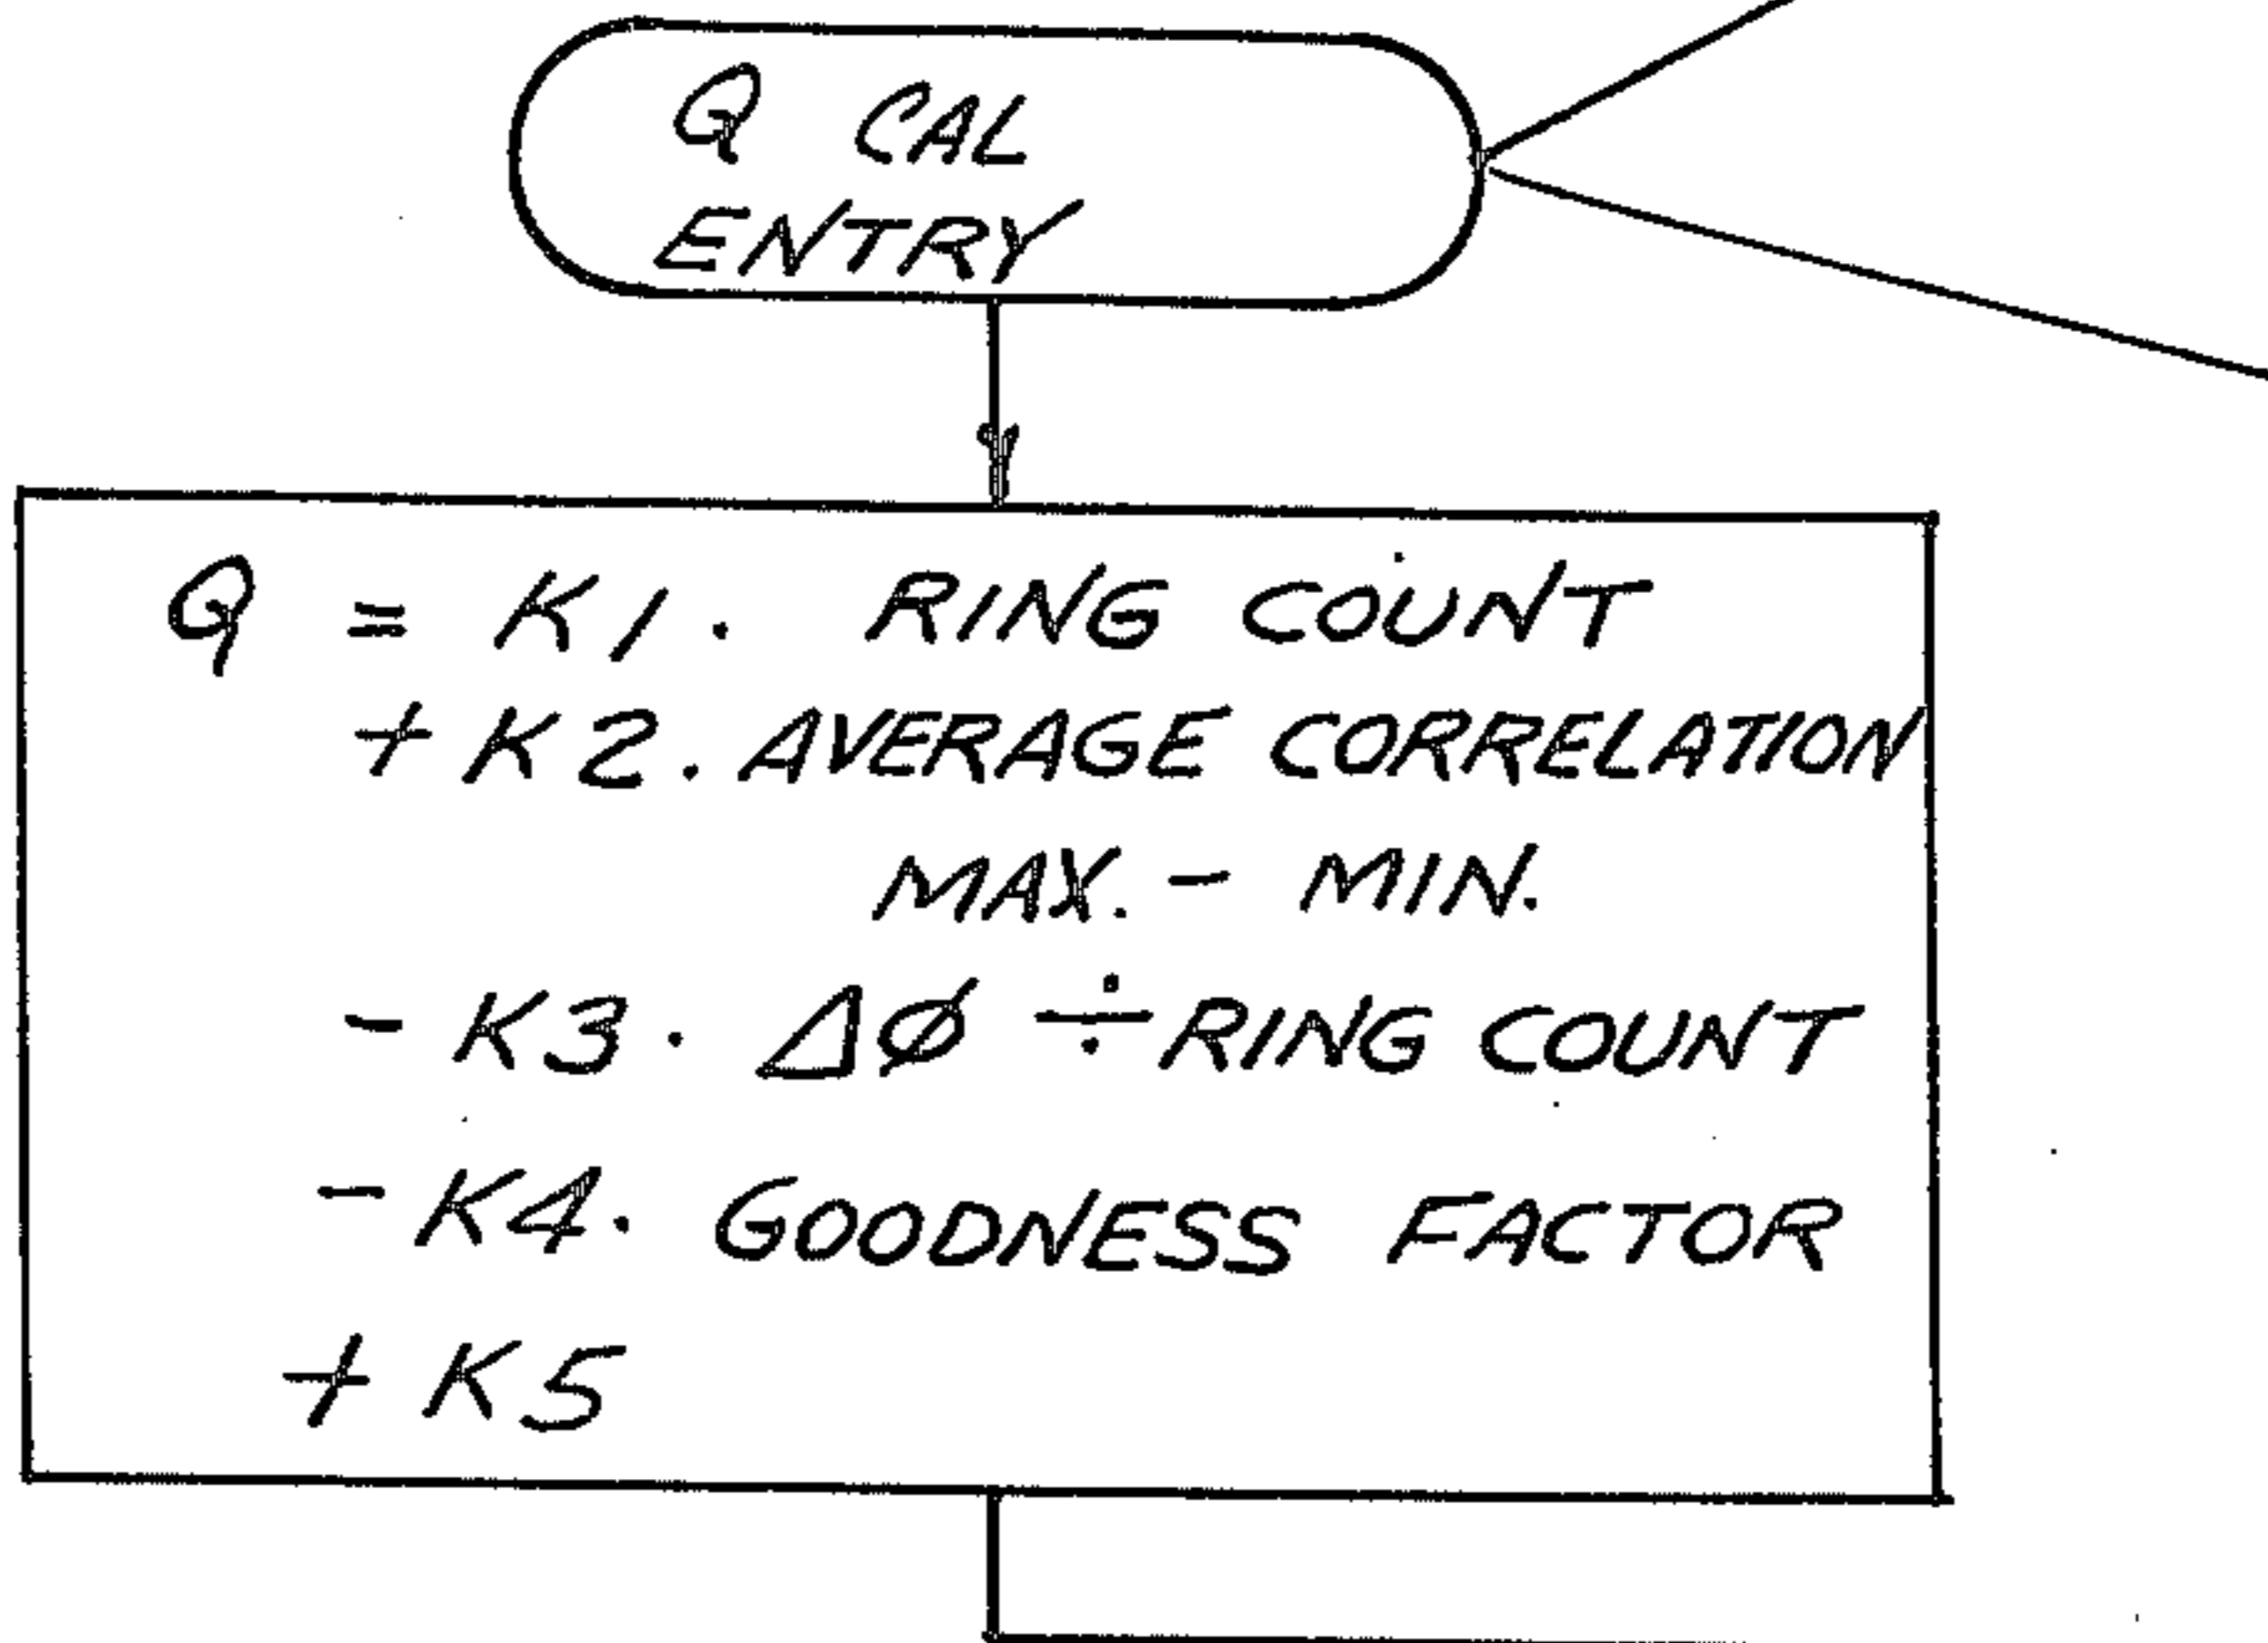 Q CAL
ENTRY
Q = K1 · RING COUNT
+ K2 · AVERAGE CORRELATION
MAX. - MIN.
- K3 · ΔØ ÷ RING COUNT
- K4 · GOODNESS FACTOR
+ K5